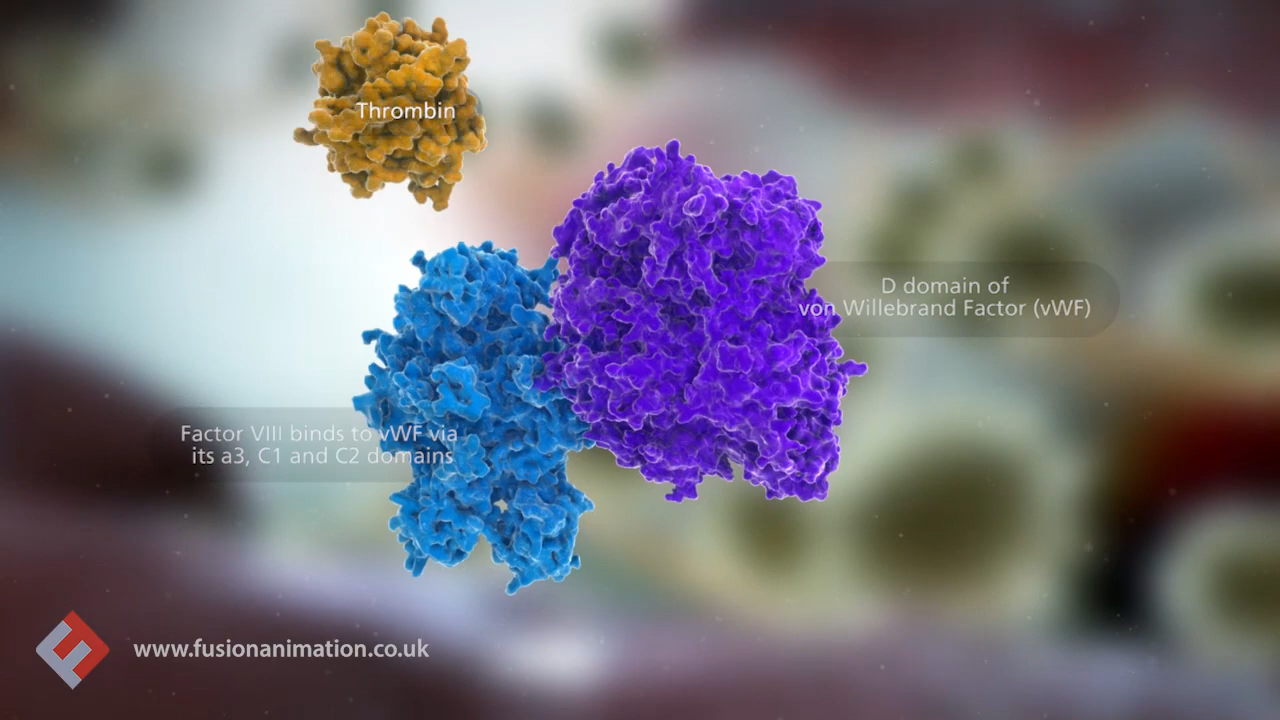 Thrombin
D domain of
von Willebrand Factor (vWF)
Factor VIII binds to vWF via
its a3, C1 and C2 domains
www.fusionanimation.co.uk